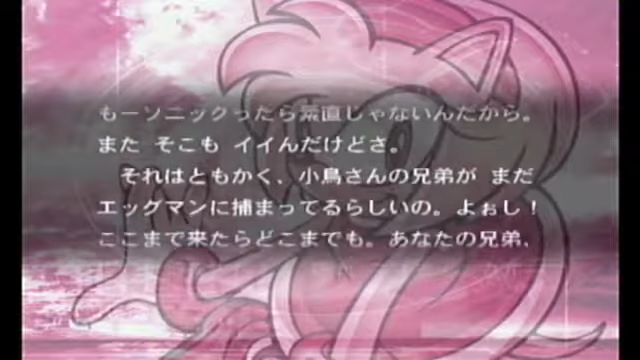 もーソニックったら素直じゃないんだから。
また そこも イイんだけどさ。
それはともかく、小鳥さんの兄弟が まだ
エッグマンに捕まってるらしいの。よぉし！
ここまで来たらどこまでも。あなたの兄弟、